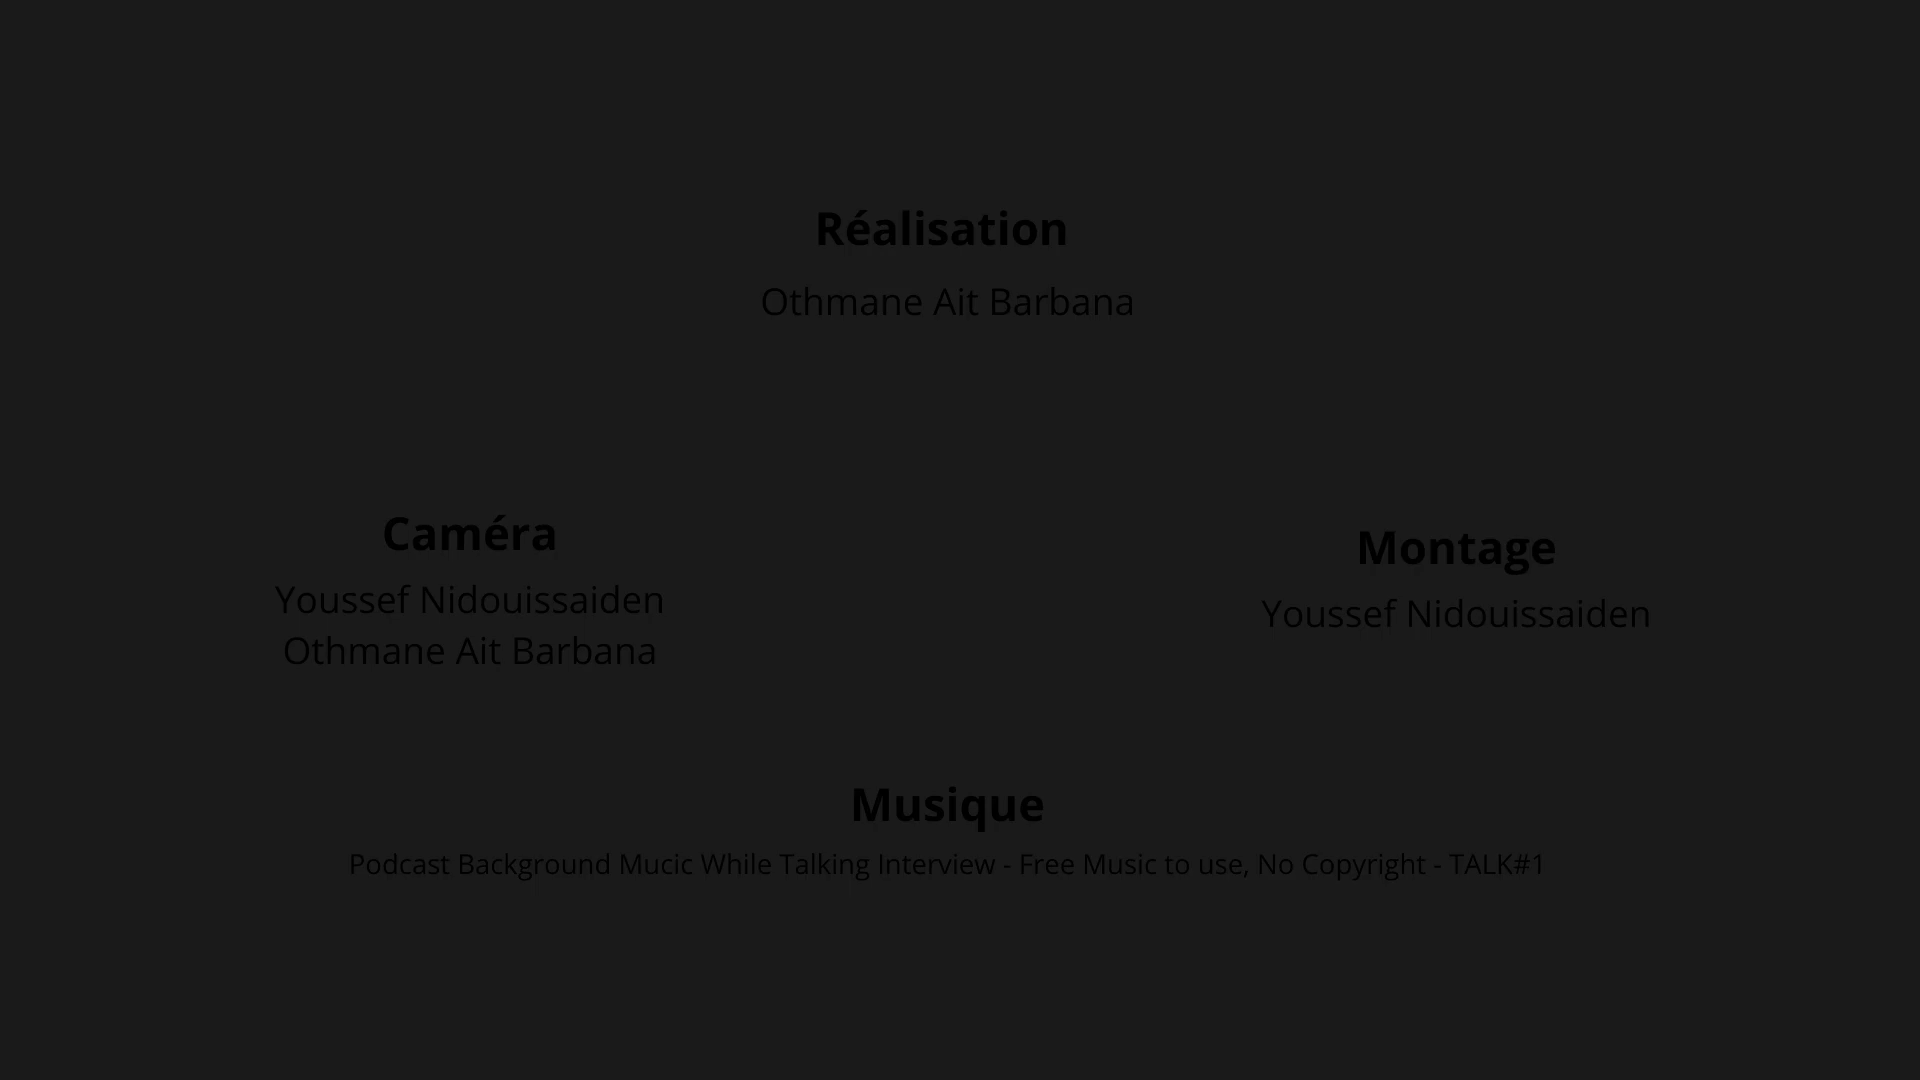 Réalisation
Othmane Ait Barbana
Caméra
Youssef Nidouissaiden
Othmane Ait Barbana
Montage
Youssef Nidouissaiden
Musique
Podcast Background Mucic While Talking Interview - Free Music to use, No Copyright - TALK#1